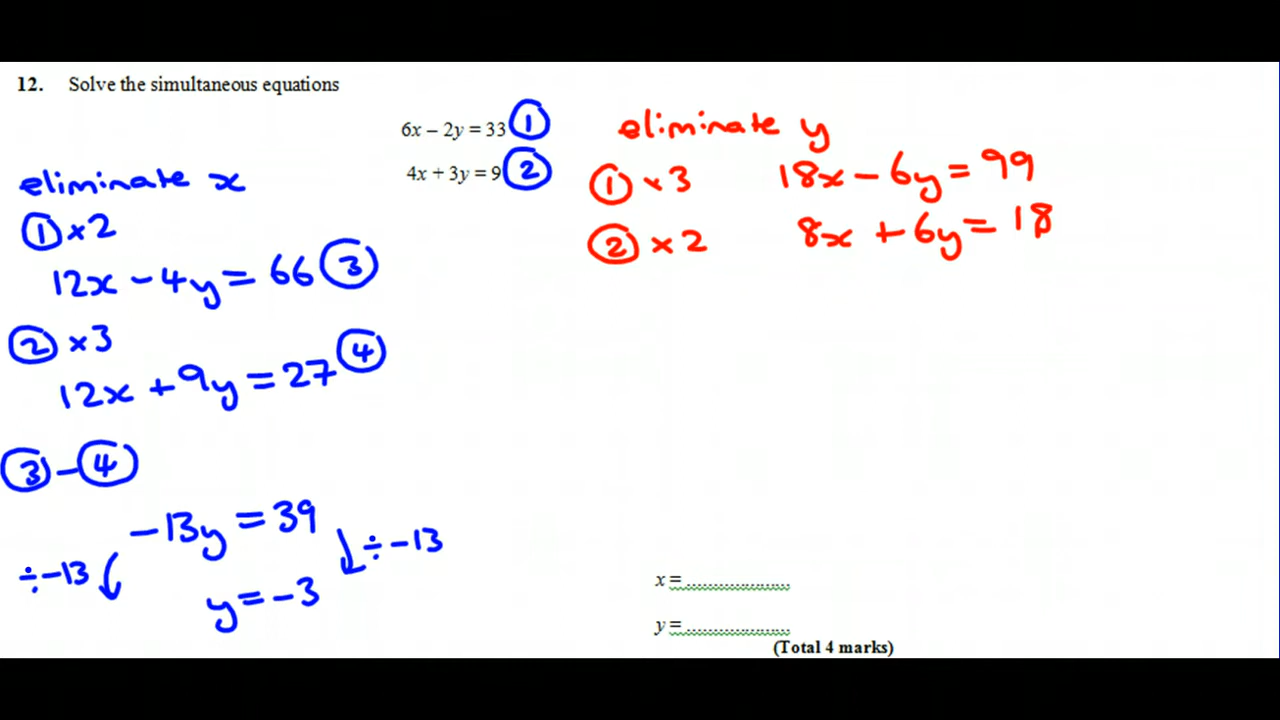 12. Solve the simultaneous equations
6x – 2y = 33 ①
4x + 3y = 9 ②
eliminate x
① × 2
12x – 4y = 66 ③
② × 3
12x + 9y = 27 ④
③ – ④
–13y = 39
÷ –13
÷ –13
y = –3
eliminate y
① × 3 18x – 6y = 99
② × 2 8x + 6y = 18
x = ......................
y = ......................
(Total 4 marks)